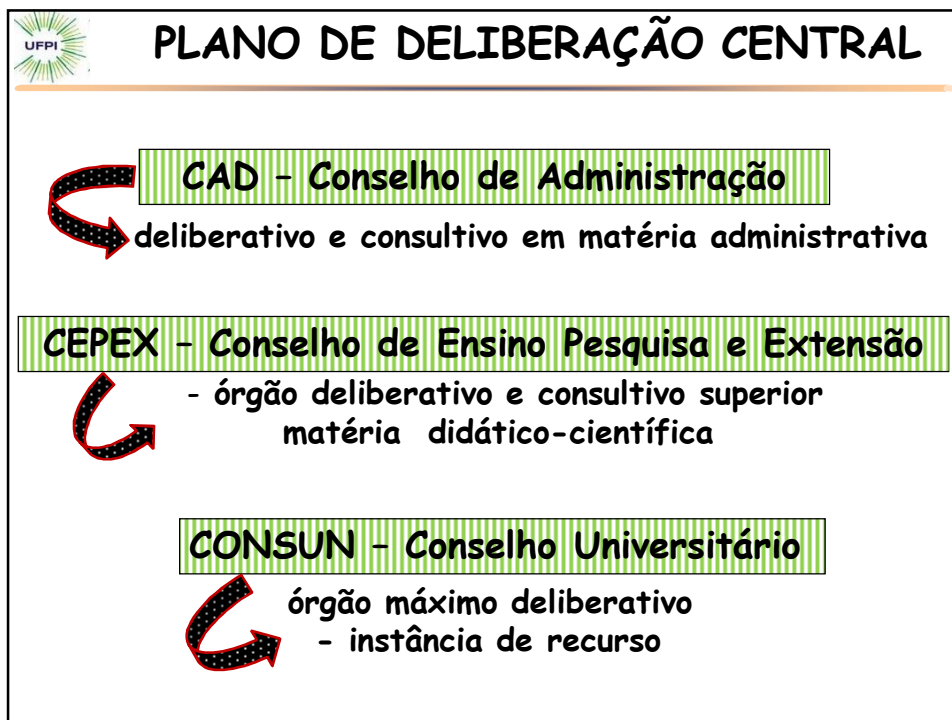 UFPI
PLANO DE DELIBERAÇÃO CENTRAL
CAD – Conselho de Administração
deliberativo e consultivo em matéria administrativa
CEPEX – Conselho de Ensino Pesquisa e Extensão
- órgão deliberativo e consultivo superior
matéria didático-científica
CONSUN – Conselho Universitário
órgão máximo deliberativo
- instância de recurso